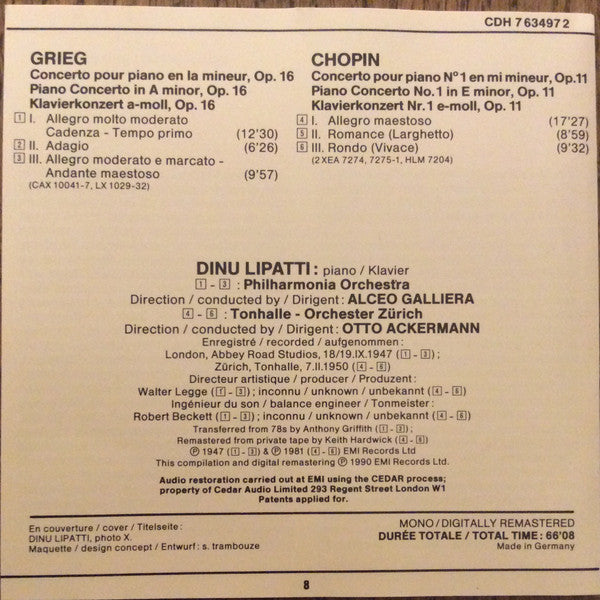 CDH 7 63497 2
GRIEG
Concerto pour piano en la mineur, Op. 16
Piano Concerto in A minor, Op. 16
Klavierkonzert a-moll, Op. 16
1 I. Allegro molto moderato
Cadenza - Tempo primo (12'30)
2 II. Adagio (6'26)
3 III. Allegro moderato e marcato -
Andante maestoso (9'57)
(CAX 10041-7, LX 1029-32)
CHOPIN
Concerto pour piano N° 1 en mi mineur, Op.11
Piano Concerto No. 1 in E minor, Op. 11
Klavierkonzert Nr. 1 e-moll, Op. 11
4 I. Allegro maestoso (17'27)
5 II. Romance (Larghetto) (8'59)
6 III. Rondo (Vivace) (9'32)
(2 XEA 7274, 7275-1, HLM 7204)
DINU LIPATTI: piano / Klavier
1 - 3 : Philharmonia Orchestra
Direction / conducted by / Dirigent: ALCEO GALLIERA
4 - 6 : Tonhalle - Orchester Zürich
Direction / conducted by / Dirigent: OTTO ACKERMANN
Enregistré / recorded / aufgenommen:
London, Abbey Road Studios, 18/19.IX.1947 (1 - 3);
Zürich, Tonhalle, 7.II.1950 (4 - 6)
Directeur artistique / producer / Produzent:
Walter Legge (1 - 3); inconnu / unknown / unbekannt (4 - 6)
Ingénieur du son / balance engineer / Tonmeister:
Robert Beckett (1 - 3); inconnu / unknown / unbekannt (4 - 6)
Transferred from 78s by Anthony Griffith (1 - 3);
Remastered from private tape by Keith Hardwick (4 - 6)
℗ 1947 (1 - 3) & ℗ 1981 (4 - 6) EMI Records Ltd
This compilation and digital remastering ℗ 1990 EMI Records Ltd.
Audio restoration carried out at EMI using the CEDAR process;
property of Cedar Audio Limited 293 Regent Street London W1
Patents applied for.
En couverture / cover / Titelseite:
DINU LIPATTI, photo X.
Maquette / design concept / Entwurf: s. trambouze
MONO / DIGITALLY REMASTERED
DURÉE TOTALE / TOTAL TIME: 66'08
Made in Germany
8